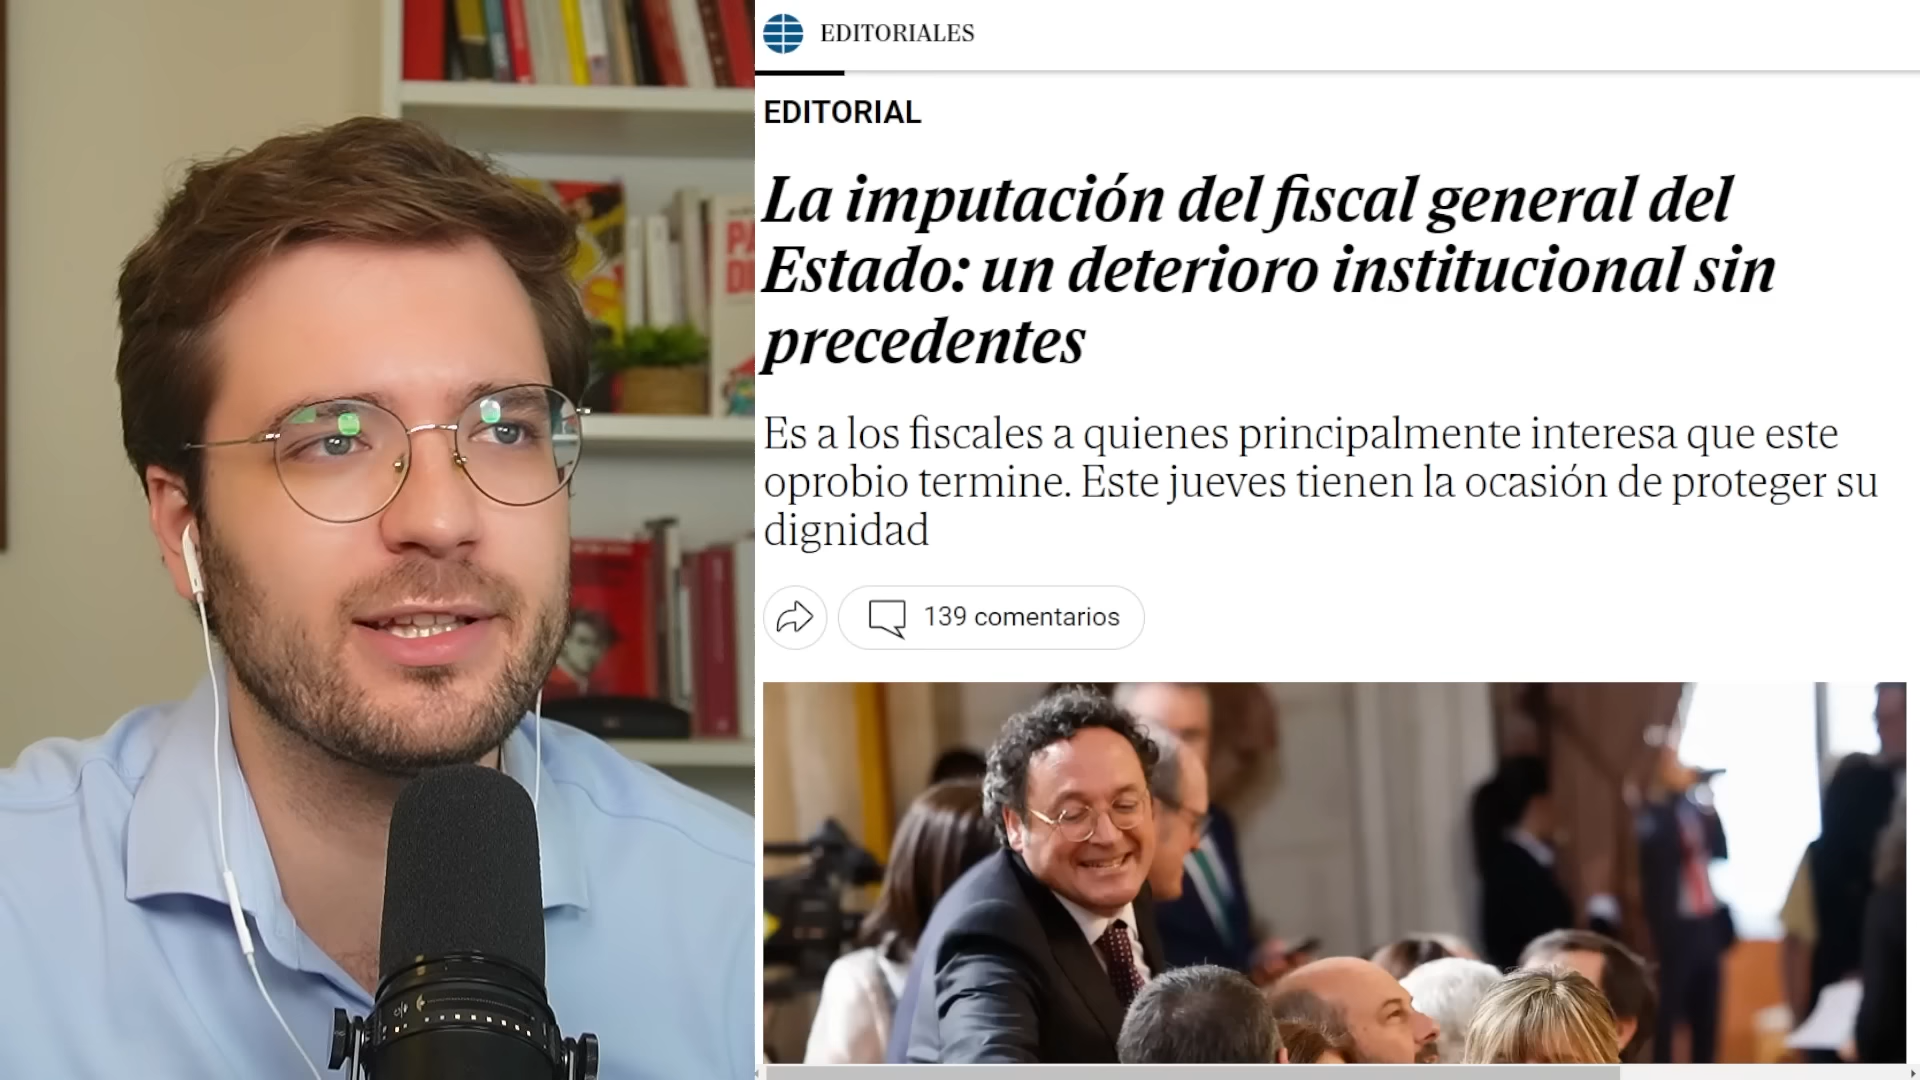 EDITORIALES
EDITORIAL
La imputación del fiscal general del
Estado: un deterioro institucional sin
precedentes
Es a los fiscales a quienes principalmente interesa que este
oprobio termine. Este jueves tienen la ocasión de proteger su
dignidad
139 comentarios